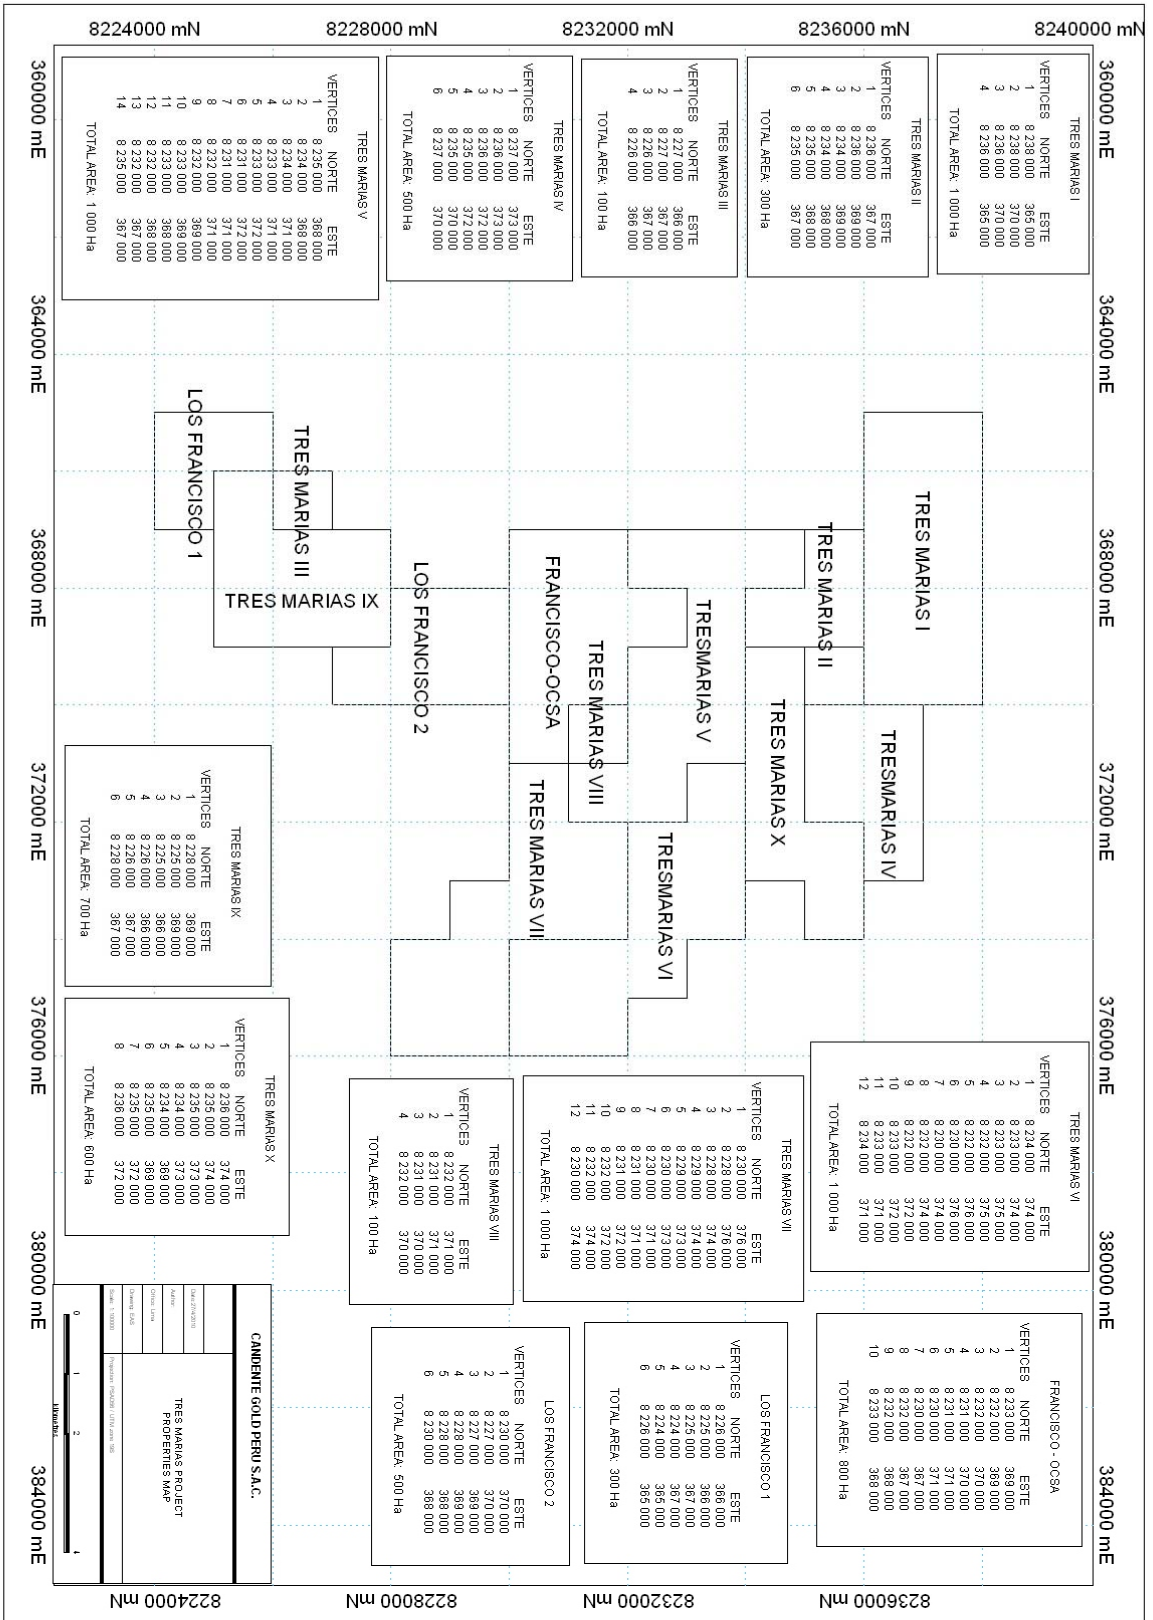 360000 mE
364000 mE
368000 mE
372000 mE
376000 mE
380000 mE
384000 mE
8240000 mN
8236000 mN
8232000 mN
8228000 mN
8224000 mN
TRES MARIAS I
VERTICES NORTE ESTE
1 8 238 000 365 000
2 8 238 000 370 000
3 8 236 000 370 000
4 8 236 000 365 000
TOTAL AREA: 1 000 Ha
TRES MARIAS II
VERTICES NORTE ESTE
1 8 236 000 367 000
2 8 236 000 369 000
3 8 234 000 369 000
4 8 234 000 368 000
5 8 235 000 368 000
6 8 235 000 367 000
TOTAL AREA: 300 Ha
TRES MARIAS III
VERTICES NORTE ESTE
1 8 227 000 366 000
2 8 227 000 367 000
3 8 226 000 367 000
4 8 226 000 366 000
TOTAL AREA: 100 Ha
TRES MARIAS IV
VERTICES NORTE ESTE
1 8 237 000 373 000
2 8 236 000 373 000
3 8 236 000 372 000
4 8 235 000 372 000
5 8 235 000 370 000
6 8 237 000 370 000
TOTAL AREA: 500 Ha
TRES MARIAS V
VERTICES NORTE ESTE
1 8 235 000 368 000
2 8 234 000 368 000
3 8 234 000 371 000
4 8 233 000 371 000
5 8 233 000 372 000
6 8 231 000 372 000
7 8 231 000 371 000
8 8 232 000 371 000
9 8 232 000 369 000
10 8 233 000 369 000
11 8 233 000 368 000
12 8 232 000 368 000
13 8 232 000 367 000
14 8 235 000 367 000
TOTAL AREA: 1 000 Ha
TRES MARIAS I
TRES MARIAS II
TRESMARIAS IV
TRES MARIAS X
TRESMARIAS V
TRESMARIAS VI
TRES MARIAS VIII
FRANCISCO-OCSA
TRES MARIAS VII
LOS FRANCISCO 2
TRES MARIAS III
TRES MARIAS IX
LOS FRANCISCO 1
TRES MARIAS VI
VERTICES NORTE ESTE
1 8 234 000 374 000
2 8 233 000 374 000
3 8 233 000 375 000
4 8 232 000 375 000
5 8 232 000 376 000
6 8 230 000 376 000
7 8 230 000 374 000
8 8 232 000 374 000
9 8 232 000 372 000
10 8 233 000 372 000
11 8 233 000 371 000
12 8 234 000 371 000
TOTAL AREA: 1 000 Ha
TRES MARIAS VII
VERTICES NORTE ESTE
1 8 230 000 376 000
2 8 228 000 376 000
3 8 228 000 374 000
4 8 229 000 374 000
5 8 229 000 373 000
6 8 230 000 373 000
7 8 230 000 371 000
8 8 231 000 371 000
9 8 231 000 372 000
10 8 232 000 372 000
11 8 232 000 374 000
12 8 230 000 374 000
TOTAL AREA: 1 000 Ha
TRES MARIAS VIII
VERTICES NORTE ESTE
1 8 232 000 371 000
2 8 231 000 371 000
3 8 231 000 370 000
4 8 232 000 370 000
TOTAL AREA: 100 Ha
TRES MARIAS IX
VERTICES NORTE ESTE
1 8 228 000 369 000
2 8 225 000 369 000
3 8 225 000 366 000
4 8 226 000 366 000
5 8 226 000 367 000
6 8 228 000 367 000
TOTAL AREA: 700 Ha
TRES MARIAS X
VERTICES NORTE ESTE
1 8 236 000 374 000
2 8 235 000 374 000
3 8 235 000 373 000
4 8 234 000 373 000
5 8 234 000 369 000
6 8 235 000 369 000
7 8 235 000 372 000
8 8 236 000 372 000
TOTAL AREA: 600 Ha
FRANCISCO - OCSA
VERTICES NORTE ESTE
1 8 233 000 369 000
2 8 232 000 369 000
3 8 232 000 370 000
4 8 231 000 370 000
5 8 231 000 371 000
6 8 230 000 371 000
7 8 230 000 367 000
8 8 232 000 367 000
9 8 232 000 368 000
10 8 233 000 368 000
TOTAL AREA: 800 Ha
LOS FRANCISCO 1
VERTICES NORTE ESTE
1 8 226 000 366 000
2 8 225 000 366 000
3 8 225 000 367 000
4 8 224 000 367 000
5 8 224 000 365 000
6 8 226 000 365 000
TOTAL AREA: 300 Ha
LOS FRANCISCO 2
VERTICES NORTE ESTE
1 8 230 000 370 000
2 8 227 000 370 000
3 8 227 000 369 000
4 8 228 000 369 000
5 8 228 000 368 000
6 8 230 000 368 000
TOTAL AREA: 500 Ha
CANDENTE GOLD PERU S.A.C.
TRES MARIAS PROJECT
PROPERTIES MAP
Author:
Office: Lima
Drawing: EAS
0 1 2 4
kilometres
8236000 mN
8232000 mN
8228000 mN
8224000 mN
360000 mE
364000 mE
368000 mE
372000 mE
376000 mE
380000 mE
384000 mE